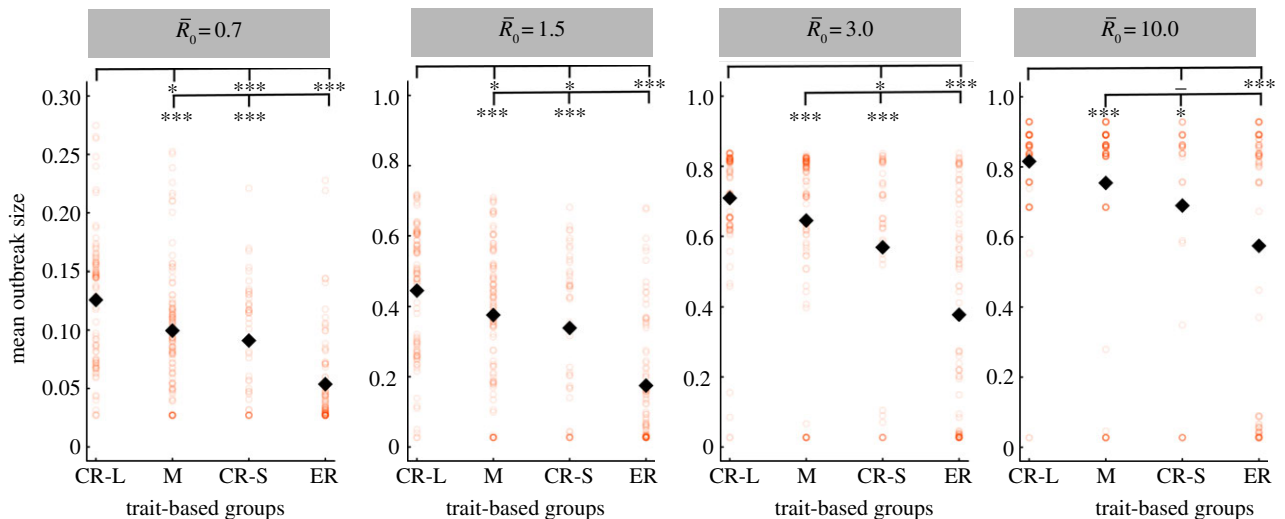 R̄₀ = 0.7
R̄₀ = 1.5
R̄₀ = 3.0
R̄₀ = 10.0
mean outbreak size
0.30
0.25
0.20
0.15
0.10
0.05
0
* *** ***
*** ***
CR-L M CR-S ER
trait-based groups
1.0
0.8
0.6
0.4
0.2
0
* * ***
*** ***
CR-L M CR-S ER
trait-based groups
1.0
0.8
0.6
0.4
0.2
0
* ***
*** ***
CR-L M CR-S ER
trait-based groups
1.0
0.8
0.6
0.4
0.2
0
– ***
*** *
CR-L M CR-S ER
trait-based groups